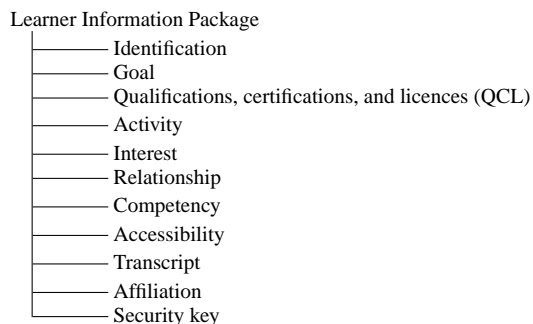 Learner Information Package
Identification
Goal
Qualifications, certifications, and licences (QCL)
Activity
Interest
Relationship
Competency
Accessibility
Transcript
Affiliation
Security key